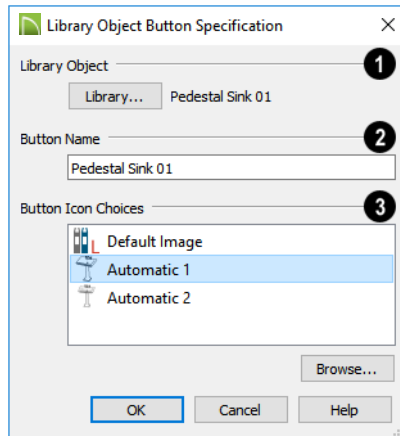 Library Object Button Specification
Library Object 1
Library... Pedestal Sink 01
Button Name 2
Pedestal Sink 01
Button Icon Choices 3
L Default Image
Automatic 1
Automatic 2
Browse...
OK Cancel Help